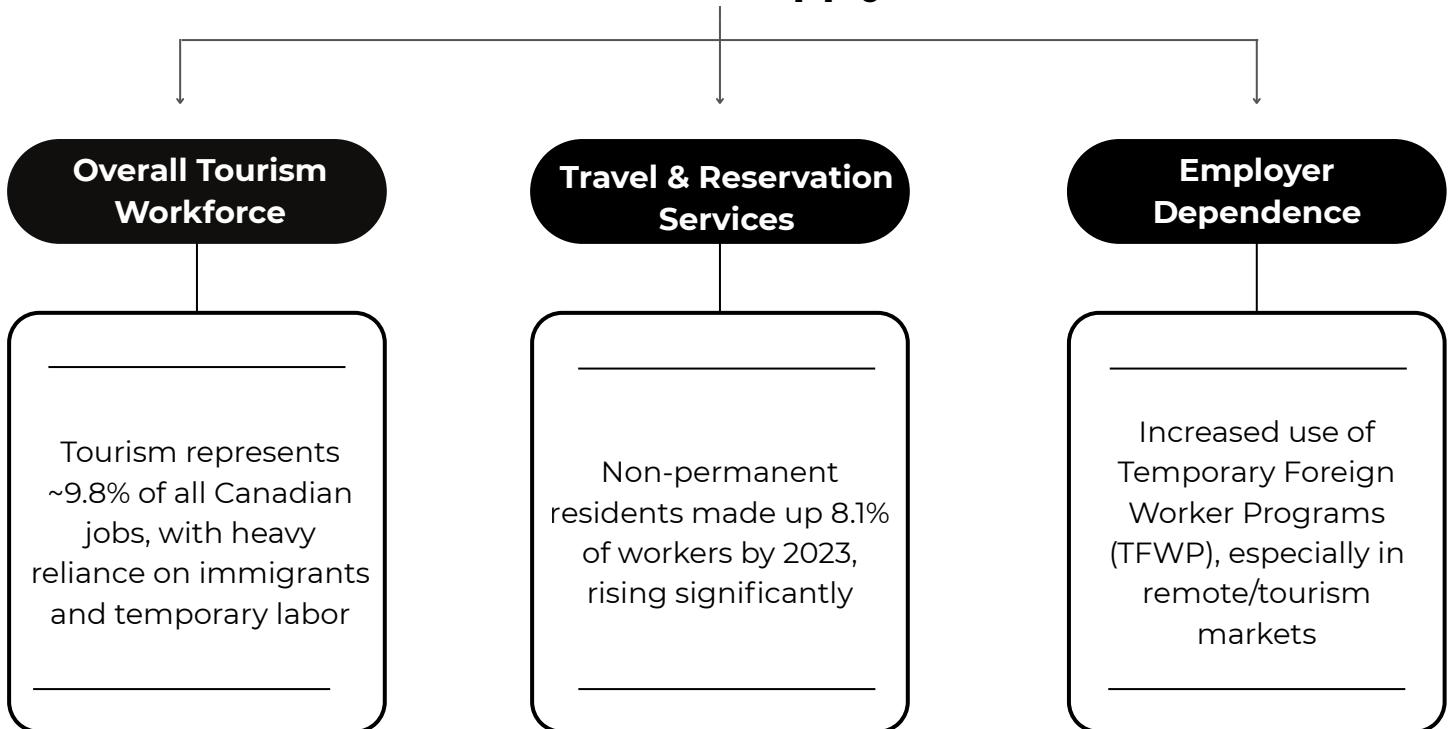 Overall Tourism
Workforce
Tourism represents
~9.8% of all Canadian
jobs, with heavy
reliance on immigrants
and temporary labor
Travel & Reservation
Services
Non-permanent
residents made up 8.1%
of workers by 2023,
rising significantly
Employer
Dependence
Increased use of
Temporary Foreign
Worker Programs
(TFWP), especially in
remote/tourism
markets